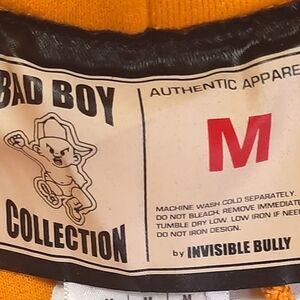 BAD BOY
COLLECTION
AUTHENTIC APPARE
M
MACHINE WASH COLD SEPARATELY.
DO NOT BLEACH. REMOVE IMMEDIATE
TUMBLE DRY LOW. LOW IRON IF NEE
DO NOT IRON DESIGN.
by INVISIBLE BULLY